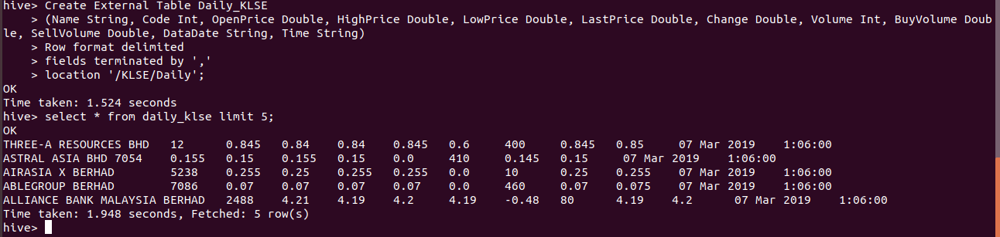 hive> Create External Table Daily_KLSE
    > (Name String, Code Int, OpenPrice Double, HighPrice Double, LowPrice Double, LastPrice Double, Change Double, Volume Int, BuyVolume Doub
le, SellVolume Double, DataDate String, Time String)
    > Row format delimited
    > fields terminated by ','
    > location '/KLSE/Daily';
OK
Time taken: 1.524 seconds
hive> select * from daily_klse limit 5;
OK
THREE-A RESOURCES BHD   12      0.845   0.84    0.84    0.845   0.6     400     0.845   0.85     07 Mar 2019    1:06:00
ASTRAL ASIA BHD 7054    0.155   0.15    0.155   0.15    0.0     410     0.145   0.15     07 Mar 2019    1:06:00
AIRASIA X BERHAD        5238    0.255   0.25    0.255   0.255   0.0     10      0.25    0.255    07 Mar 2019    1:06:00
ABLEGROUP BERHAD        7086    0.07    0.07    0.07    0.07    0.0     460     0.07    0.075    07 Mar 2019    1:06:00
ALLIANCE BANK MALAYSIA BERHAD   2488    4.21    4.19    4.2     4.19    -0.48   80      4.19    4.2      07 Mar 2019    1:06:00
Time taken: 1.948 seconds, Fetched: 5 row(s)
hive>